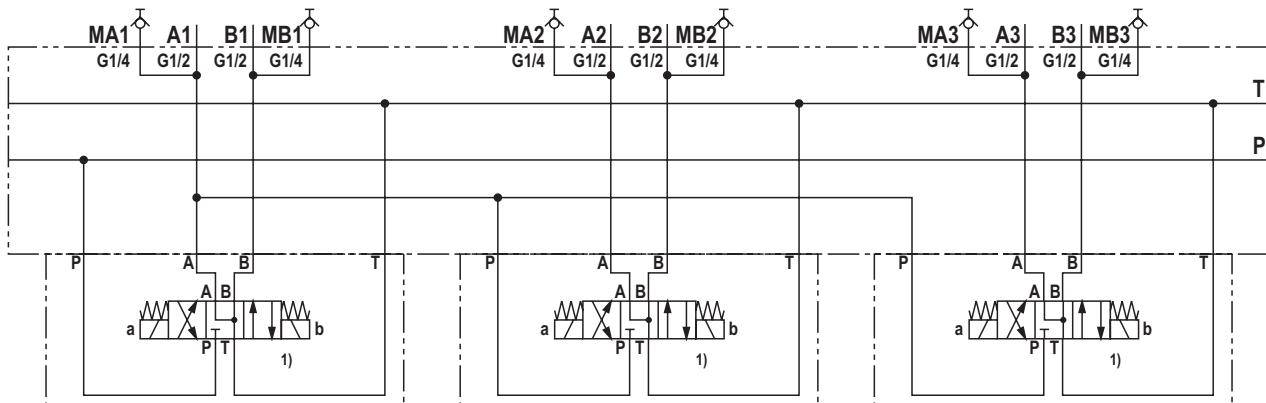 MA1 A1 B1 MB1 MA2 A2 B2 MB2 MA3 A3 B3 MB3
G1/4 G1/2 G1/2 G1/4 G1/4 G1/2 G1/2 G1/4 G1/4 G1/2 G1/2 G1/4
T
P
P A B T P A B T P A B T
A B A B A B
a b a b a b
P T P T P T
1) 1) 1)